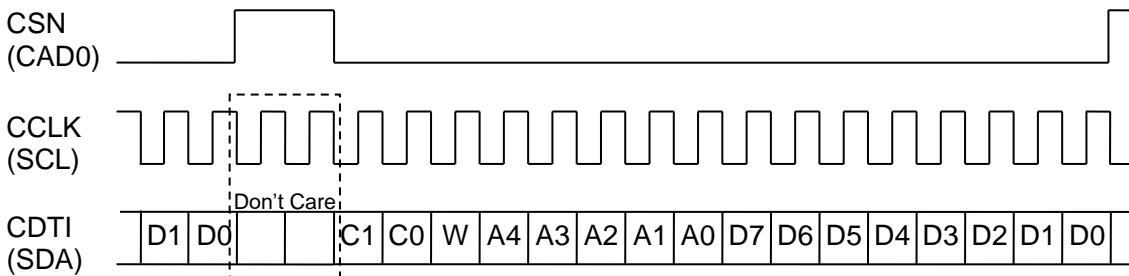 CSN
(CAD0)
CCLK
(SCL)
Don't Care
CDTI
(SDA)
D1 D0 C1 C0 W A4 A3 A2 A1 A0 D7 D6 D5 D4 D3 D2 D1 D0